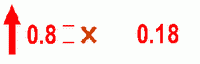 0.8 = × 0.18